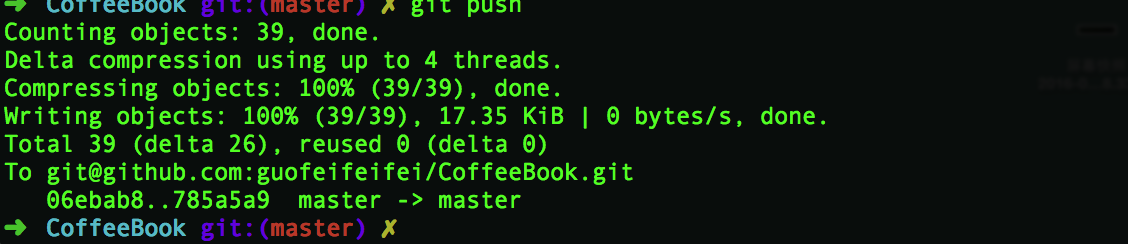 ➜ CoffeeBook git:(master) ✗ git push
Counting objects: 39, done.
Delta compression using up to 4 threads.
Compressing objects: 100% (39/39), done.
Writing objects: 100% (39/39), 17.35 KiB | 0 bytes/s, done.
Total 39 (delta 26), reused 0 (delta 0)
To git@github.com:guofeifeifei/CoffeeBook.git
   06ebab8..785a5a9  master -> master
➜ CoffeeBook git:(master) ✗